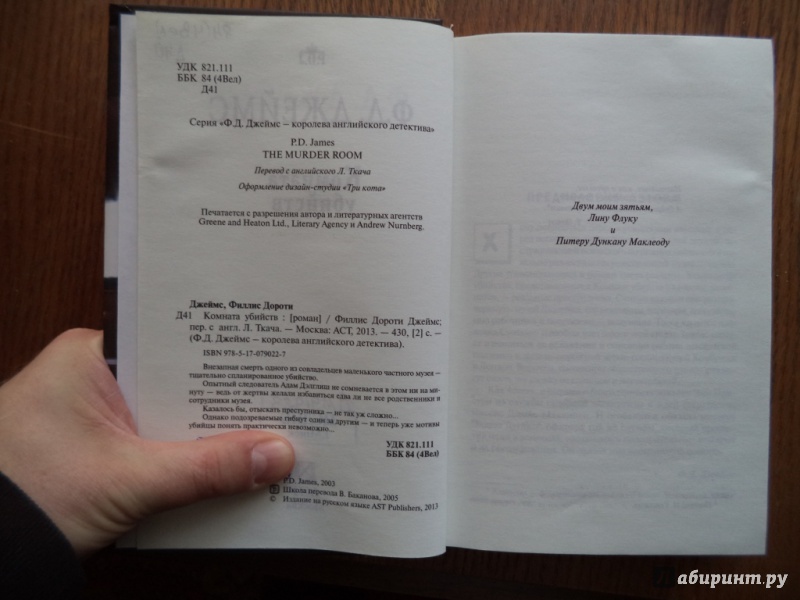 УДК 821.111
ББК 84 (4Вел)
Д41
Серия «Ф.Д. Джеймс – королева английского детектива»
P.D. James
THE MURDER ROOM
Перевод с английского Л. Ткача
Оформление дизайн-студии «Три кота»
Печатается с разрешения автора и литературных агентств
Greene and Heaton Ltd., Literary Agency и Andrew Nurnberg.
Джеймс, Филлис Дороти
Д41 Комната убийств : [роман] / Филлис Дороти Джеймс;
пер. с англ. Л. Ткача. — Москва: АСТ, 2013. — 430, [2] с. —
(Ф.Д. Джеймс – королева английского детектива).
ISBN 978-5-17-079022-7
Внезапная смерть одного из совладельцев маленького частного музея —
тщательно спланированное убийство.
Опытный следователь Адам Дэлглиш не сомневается в этом ни на ми-
нуту — ведь от жертвы желали избавиться едва ли не все родственники и
сотрудники музея.
Казалось бы, отыскать преступника — не так уж сложно...
Однако подозреваемые гибнут один за другим — и теперь уже мотивы
убийцы понять практически невозможно...
УДК 821.111
ББК 84 (4Вел)
P.D. James, 2003
Школа перевода В. Баканова, 2005
© Издание на русском языке AST Publishers, 2013
Двум моим зятьям,
Лину Флуку
и
Питеру Дункану Маклеоду
Лабиринт.ру